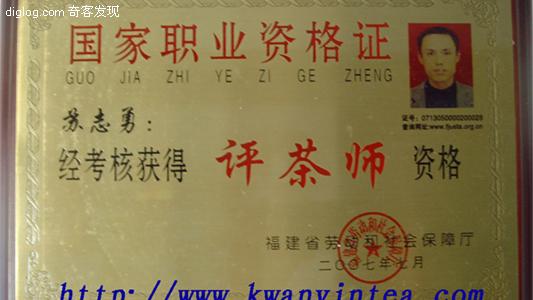 diglog.com 奇客发现
国家职业资格证
GUO JIA ZHI YE ZI GE ZHENG
证号:0713050000200028
查询网址:www.fjosta.org.cn
苏志勇:
经考核获得 评茶师 资格
福建省劳动和社会保障厅
二〇〇七年七月
http://www.kwanyintea.com